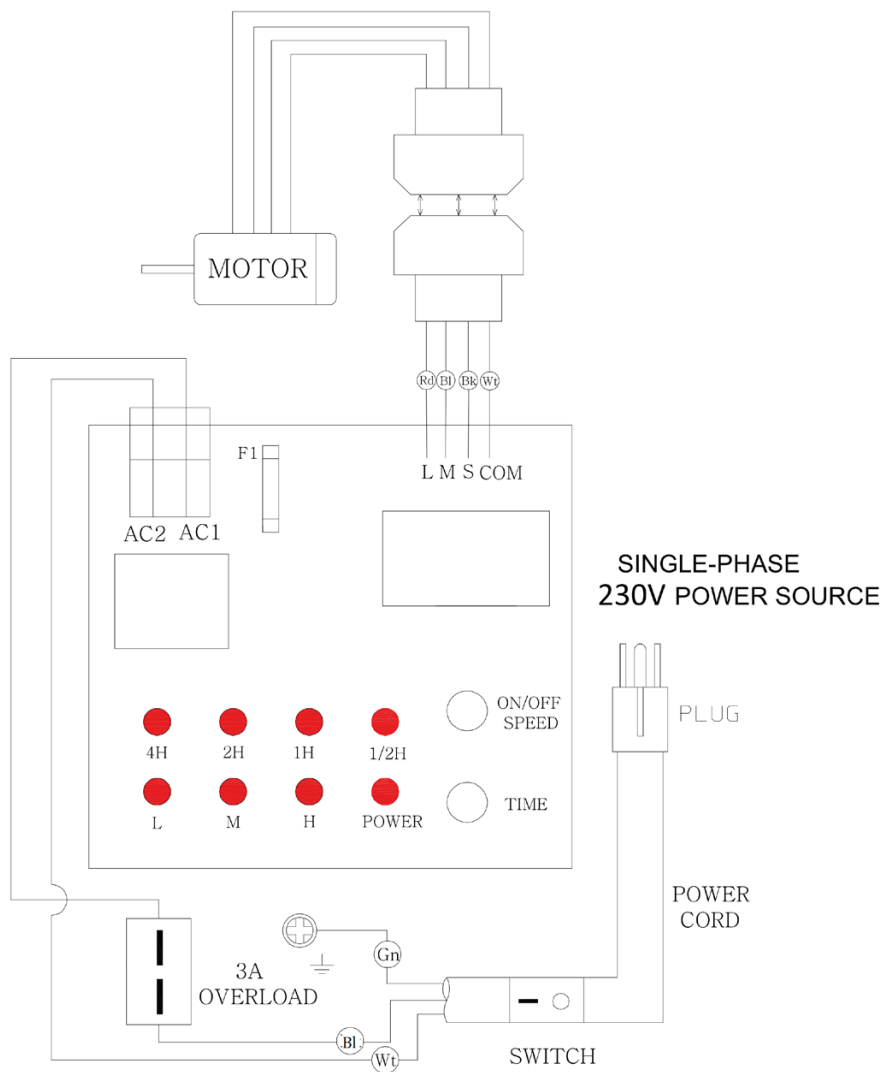 MOTOR
Rd Bl Bk Wt
L M S COM
F1
AC2 AC1
SINGLE-PHASE
230V POWER SOURCE
PLUG
ON/OFF
SPEED
4H 2H 1H 1/2H
TIME
L M H POWER
POWER
CORD
Gn
3A
OVERLOAD
Bl
Wt
SWITCH